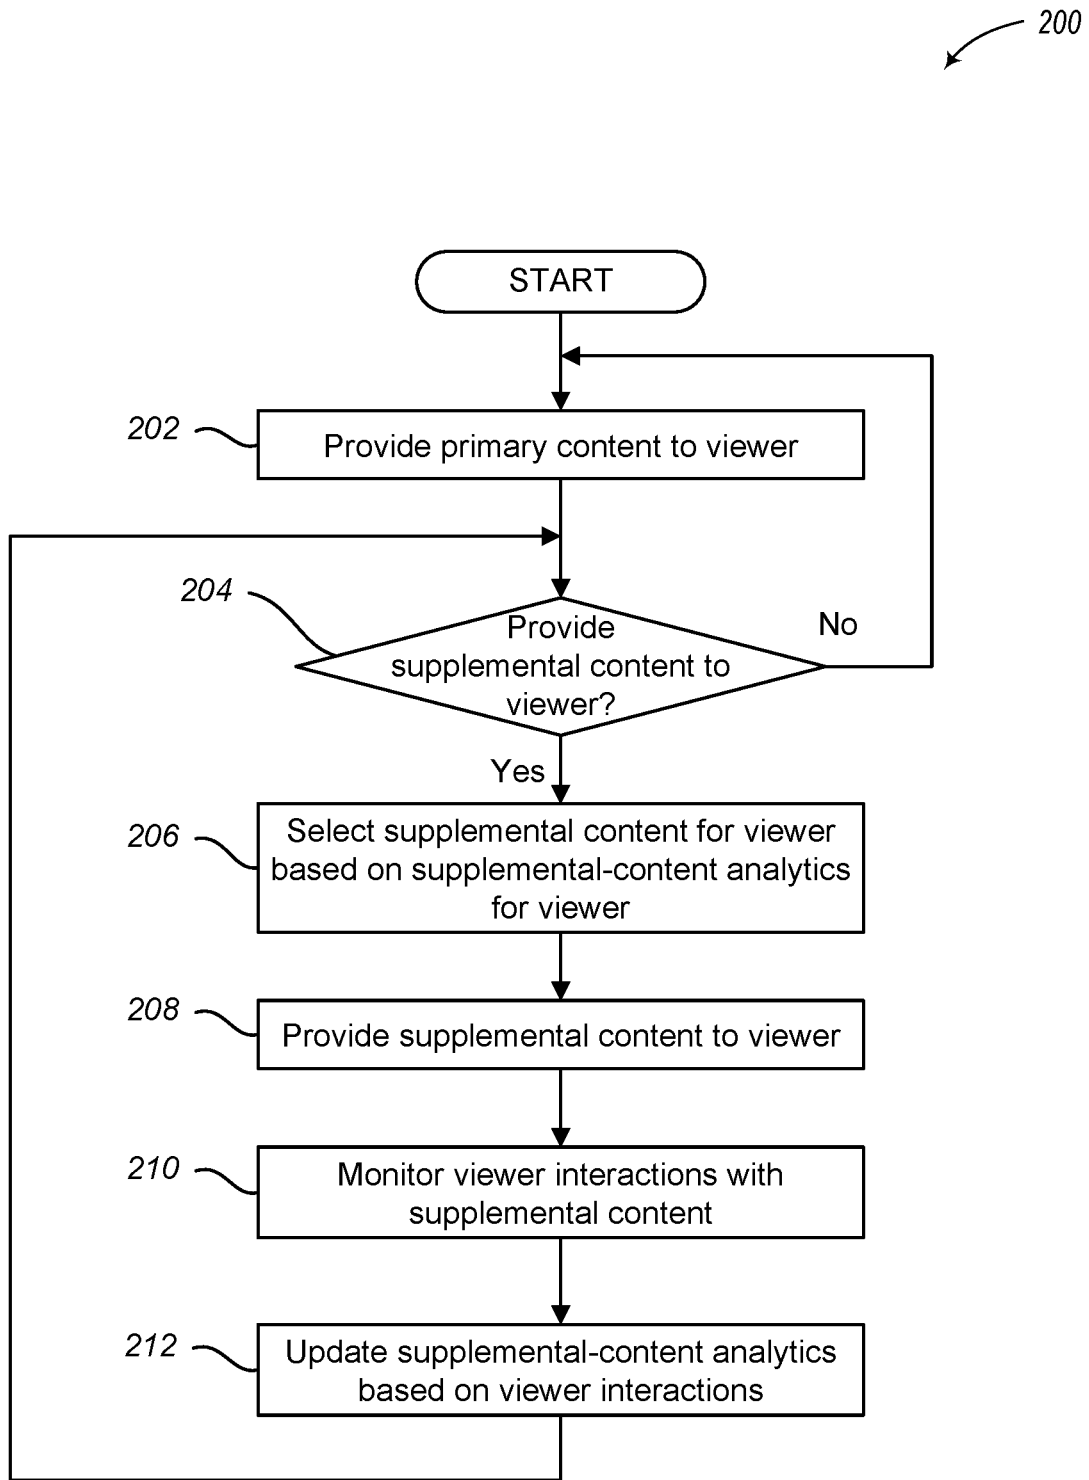 200
START
202
Provide primary content to viewer
204
No
Provide
supplemental content to
viewer?
Yes
206
Select supplemental content for viewer
based on supplemental-content analytics
for viewer
208
Provide supplemental content to viewer
210
Monitor viewer interactions with
supplemental content
212
Update supplemental-content analytics
based on viewer interactions